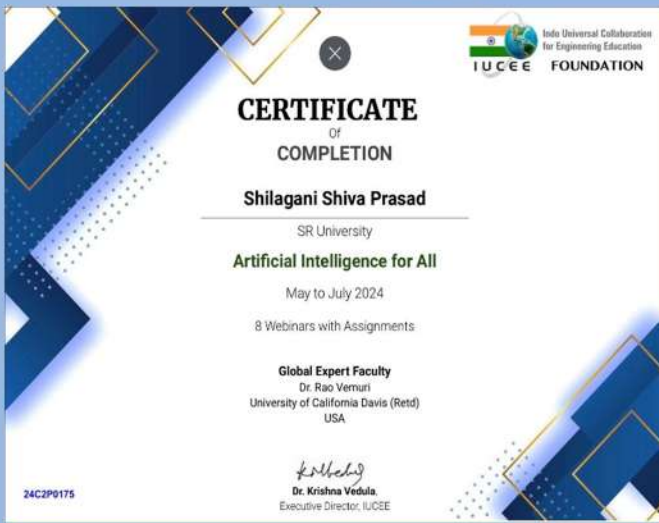 Indo Universal Collaboration
for Engineering Education
IUCEE FOUNDATION
CERTIFICATE
Of
COMPLETION
Shilagani Shiva Prasad
SR University
Artificial Intelligence for All
May to July 2024
8 Webinars with Assignments
Global Expert Faculty
Dr. Rao Vemuri
University of California Davis (Retd)
USA
Dr. Krishna Vedula,
Executive Director, IUCEE
24C2P0175